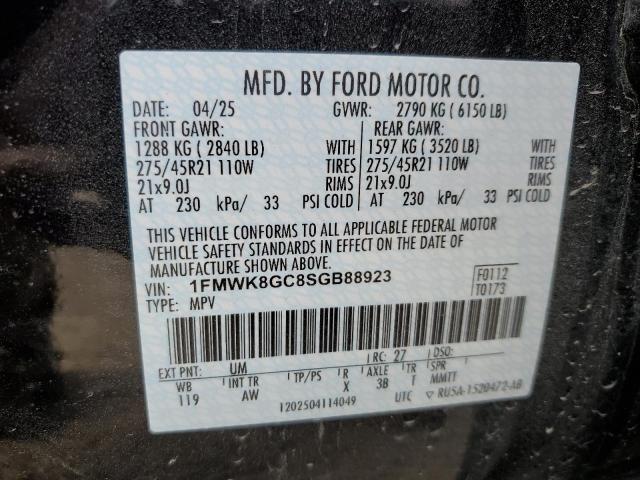 MFD. BY FORD MOTOR CO.
DATE: 04/25 GVWR: 2790 KG ( 6150 LB)
FRONT GAWR: REAR GAWR:
1288 KG ( 2840 LB) WITH 1597 KG ( 3520 LB) WITH
275/45R21 110W TIRES 275/45R21 110W TIRES
21x9.0J RIMS 21x9.0J RIMS
AT 230 kPa/ 33 PSI COLD AT 230 kPa/ 33 PSI COLD
THIS VEHICLE CONFORMS TO ALL APPLICABLE FEDERAL MOTOR
VEHICLE SAFETY STANDARDS IN EFFECT ON THE DATE OF
MANUFACTURE SHOWN ABOVE.
VIN: 1FMWK8GC8SGB88923 F0112
TYPE: MPV T0173
EXT PNT: UM RC: 27 DSO:
WB INT TR TP/PS R AXLE TR SPR
119 AW X 3B T MMTT
1202504114049 UTC ▽ RU5A-1520472-AB